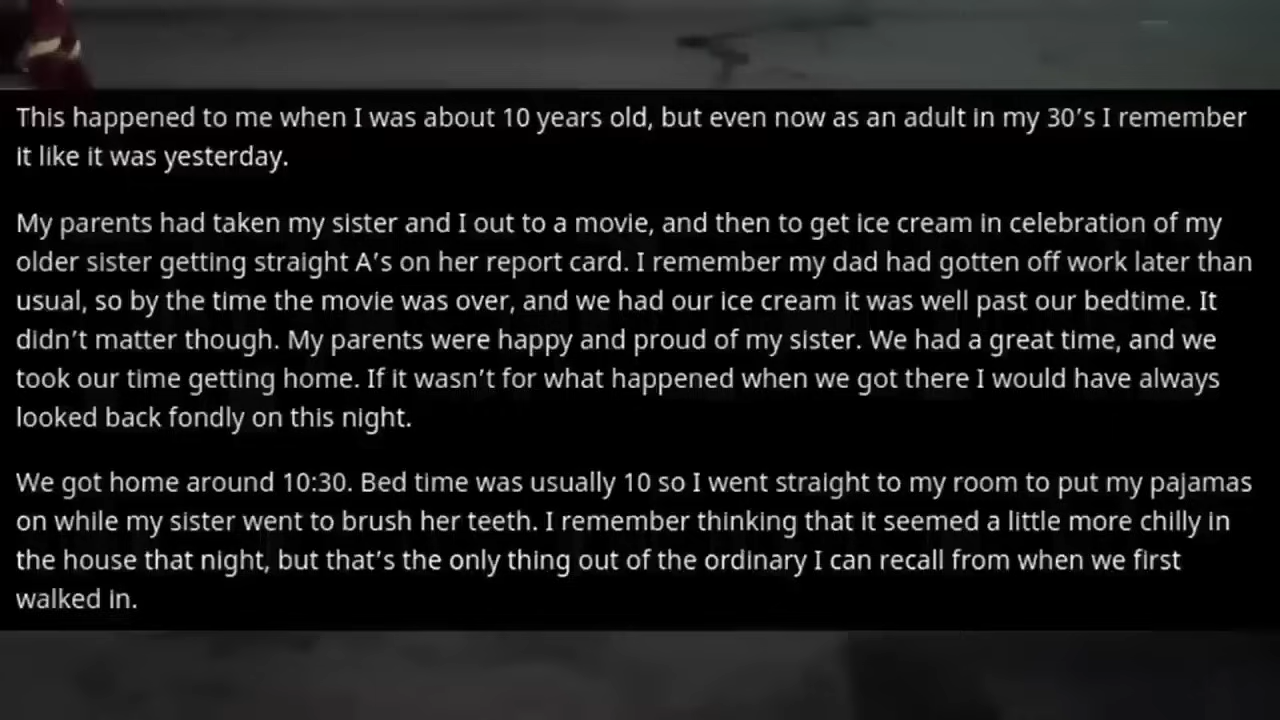 This happened to me when I was about 10 years old, but even now as an adult in my 30's I remember
it like it was yesterday.
My parents had taken my sister and I out to a movie, and then to get ice cream in celebration of my
older sister getting straight A's on her report card. I remember my dad had gotten off work later than
usual, so by the time the movie was over, and we had our ice cream it was well past our bedtime. It
didn't matter though. My parents were happy and proud of my sister. We had a great time, and we
took our time getting home. If it wasn't for what happened when we got there I would have always
looked back fondly on this night.
We got home around 10:30. Bed time was usually 10 so I went straight to my room to put my pajamas
on while my sister went to brush her teeth. I remember thinking that it seemed a little more chilly in
the house that night, but that's the only thing out of the ordinary I can recall from when we first
walked in.